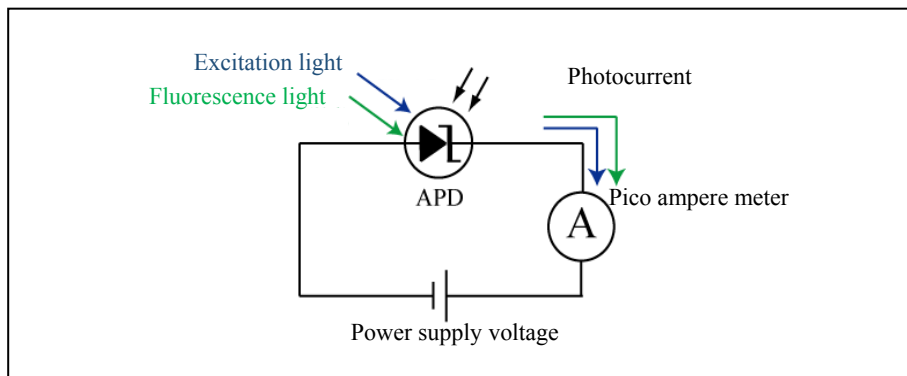 Excitation light
Photocurrent
Fluorescence light
APD
Pico ampere meter
A
Power supply voltage